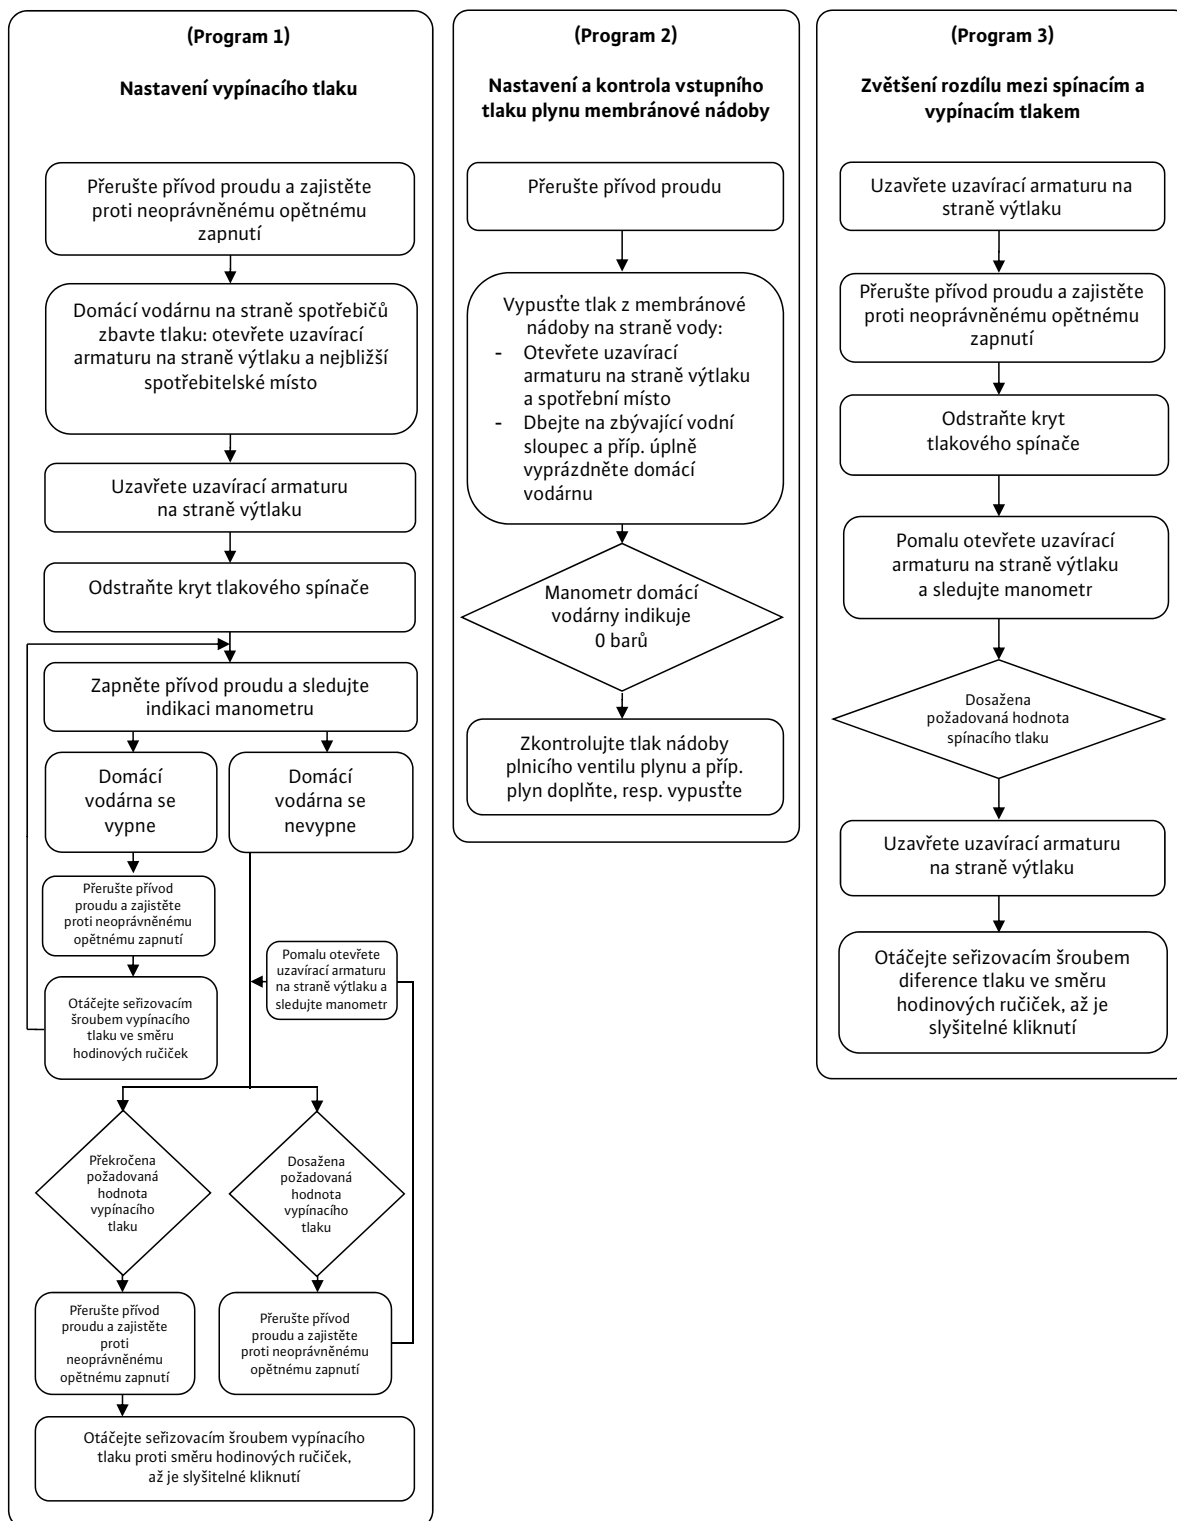 (Program 1)
Nastavení vypínacího tlaku
Přerušte přívod proudu a zajistěte
proti neoprávněnému opětnému
zapnutí
Domácí vodárnu na straně spotřebičů
zbavte tlaku: otevřete uzavírací
armaturu na straně výtlaku a nejbližší
spotřebitelské místo
Uzavřete uzavírací armaturu
na straně výtlaku
Odstraňte kryt tlakového spínače
Zapněte přívod proudu a sledujte
indikaci manometru
Domácí
vodárna se
vypne
Domácí
vodárna se
nevypne
Přerušte přívod
proudu a zajistěte
proti neoprávněnému
opětnému zapnutí
Pomalu otevřete
uzavírací armaturu
na straně výtlaku a
sledujte manometr
Otáčejte seřizovacím
šroubem vypínacího
tlaku ve směru
hodinových ručiček
Překročena
požadovaná
hodnota
vypínacího
tlaku
Dosažena
požadovaná
hodnota
vypínacího
tlaku
Přerušte přívod
proudu a zajistěte
proti
neoprávněnému
opětnému zapnutí
Přerušte přívod
proudu a zajistěte
proti neoprávněnému
opětnému zapnutí
Otáčejte seřizovacím šroubem vypínacího
tlaku proti směru hodinových ručiček,
až je slyšitelné kliknutí
(Program 2)
Nastavení a kontrola vstupního
tlaku plynu membránové nádoby
Přerušte přívod proudu
Vypusťte tlak z membránové
nádoby na straně vody:
- Otevřete uzavírací
armaturu na straně výtlaku
a spotřební místo
- Dbejte na zbývající vodní
sloupec a příp. úplně
vyprázdněte domácí
vodárnu
Manometr domácí
vodárny indikuje
0 barů
Zkontrolujte tlak nádoby
plnicího ventilu plynu a příp.
plyn doplňte, resp. vypusťte
(Program 3)
Zvětšení rozdílu mezi spínacím a
vypínacím tlakem
Uzavřete uzavírací armaturu na
straně výtlaku
Přerušte přívod proudu a zajistěte
proti neoprávněnému opětnému
zapnutí
Odstraňte kryt
tlakového spínače
Pomalu otevřete uzavírací
armaturu na straně výtlaku
a sledujte manometr
Dosažena
požadovaná hodnota
spínacího tlaku
Uzavřete uzavírací armaturu
na straně výtlaku
Otáčejte seřizovacím šroubem
diference tlaku ve směru
hodinových ručiček, až je
slyšitelné kliknutí